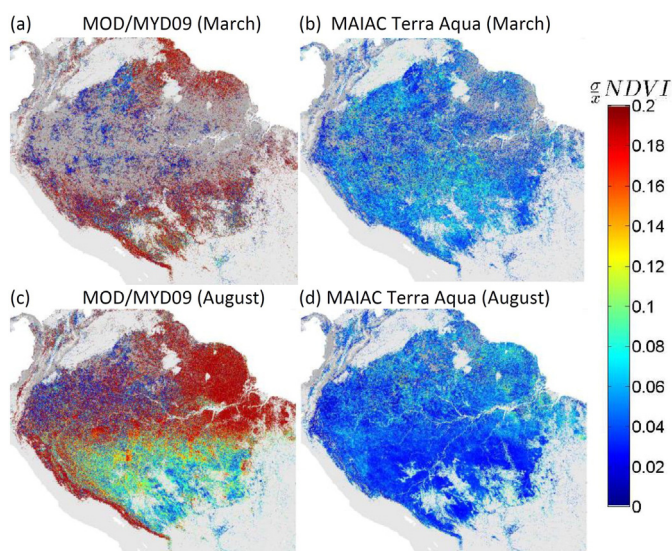 (a) MOD/MYD09 (March)
(b) MAIAC Terra Aqua (March)
σ/x NDVI
0.2
0.18
0.16
0.14
0.12
0.1
0.08
0.06
0.04
0.02
0
(c) MOD/MYD09 (August)
(d) MAIAC Terra Aqua (August)